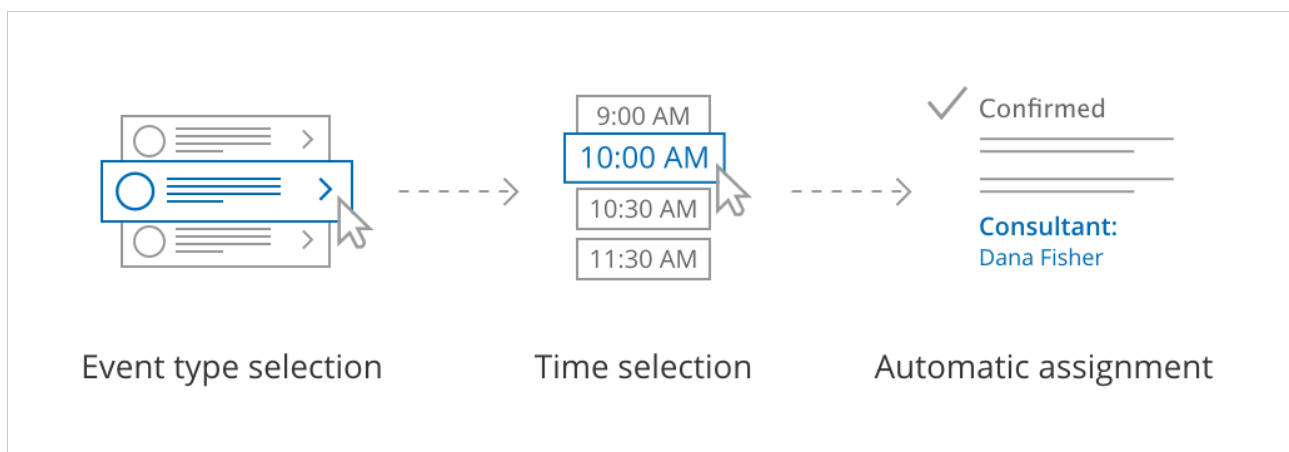 9:00 AM
10:00 AM
10:30 AM
11:30 AM
Confirmed
Consultant:
Dana Fisher
Event type selection
Time selection
Automatic assignment